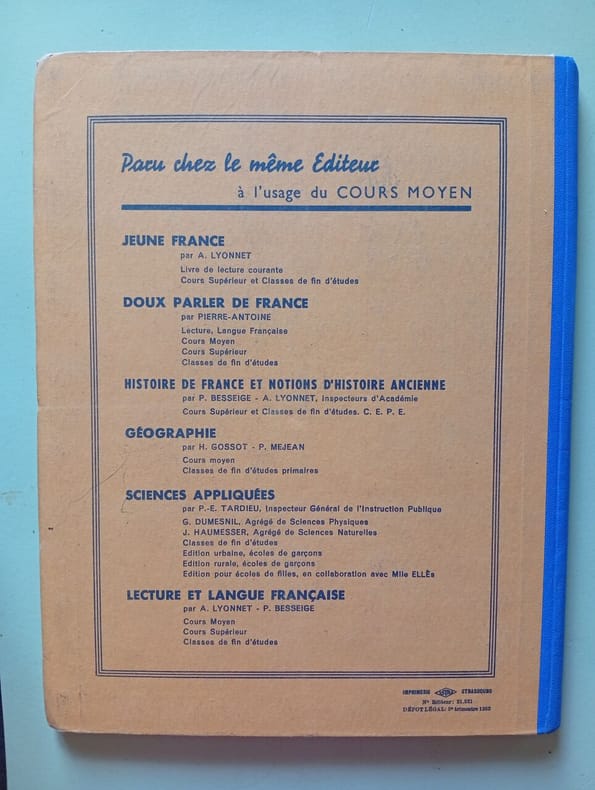 Paru chez le même Editeur
à l'usage du COURS MOYEN
JEUNE FRANCE
par A. LYONNET
Livre de lecture courante
Cours Supérieur et Classes de fin d'études
DOUX PARLER DE FRANCE
par PIERRE-ANTOINE
Lecture, Langue Française
Cours Moyen
Cours Supérieur
Classes de fin d'études
HISTOIRE DE FRANCE ET NOTIONS D'HISTOIRE ANCIENNE
par P. BESSEIGE - A. LYONNET, Inspecteurs d'Académie
Cours Supérieur et Classes de fin d'études. C. E. P. E.
GÉOGRAPHIE
par H. GOSSOT - P. MEJEAN
Cours moyen
Classes de fin d'études primaires
SCIENCES APPLIQUÉES
par P.-E. TARDIEU, Inspecteur Général de l'Instruction Publique
G. DUMESNIL, Agrégé de Sciences Physiques
J. HAUMESSER, Agrégé de Sciences Naturelles
Classes de fin d'études
Edition urbaine, écoles de garçons
Edition rurale, écoles de garçons
Edition pour écoles de filles, en collaboration avec Mlle ELLÈS
LECTURE ET LANGUE FRANÇAISE
par A. LYONNET - P. BESSEIGE
Cours Moyen
Cours Supérieur
Classes de fin d'études
IMPRIMERIE STRASBOURG
N° Editeur:
DÉPOT LÉGAL: trimestre